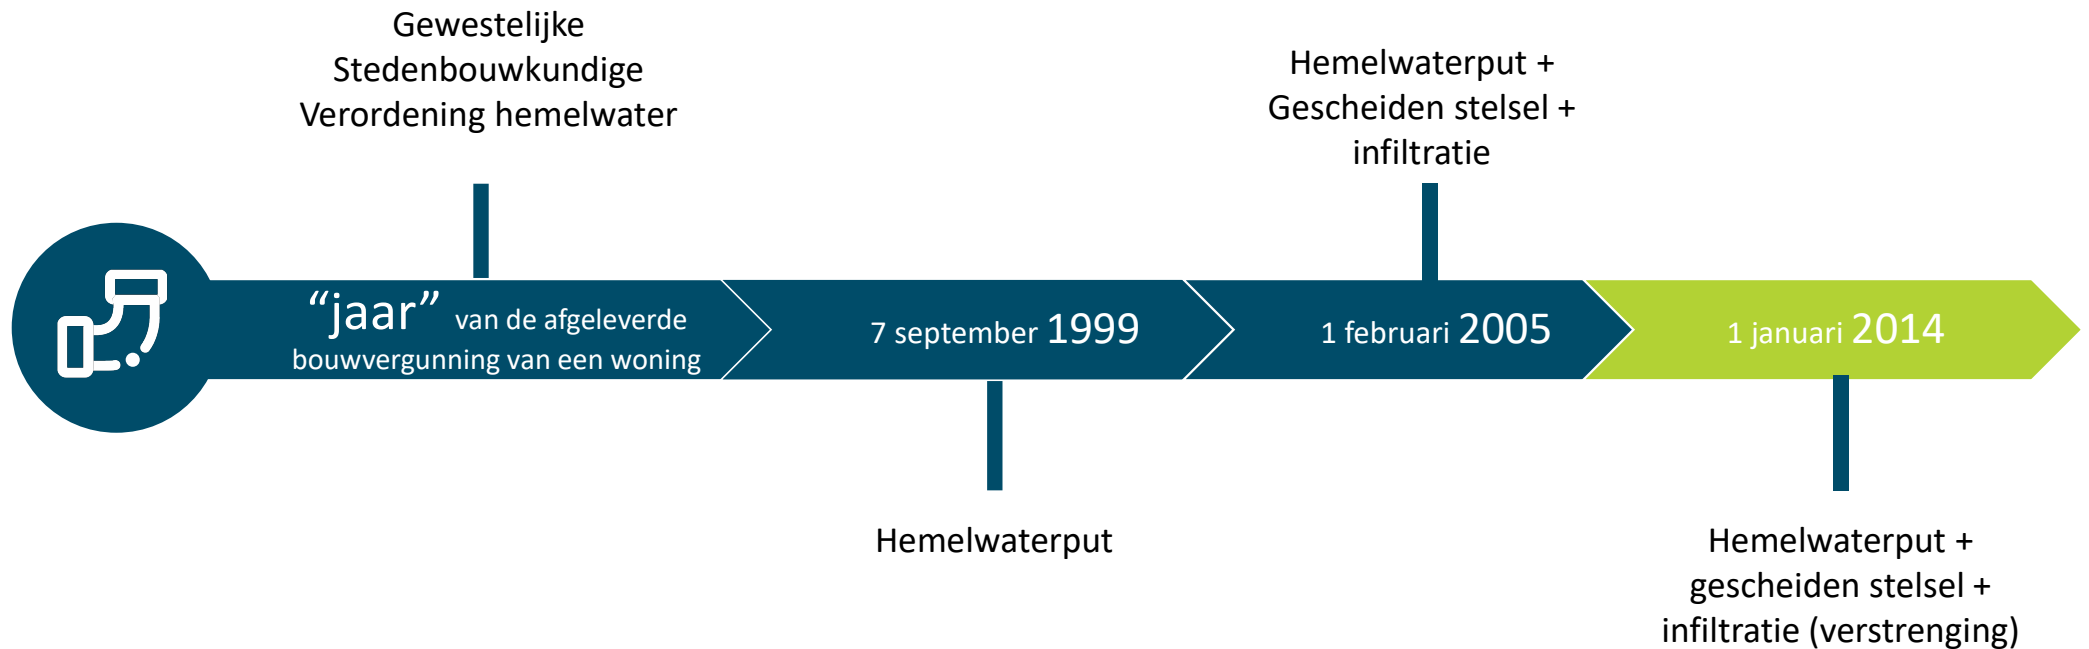 Gewestelijke
Stedenbouwkundige
Verordening hemelwater
Hemelwaterput +
Gescheiden stelsel +
infiltratie
“jaar” van de afgeleverde
bouwvergunning van een woning
7 september 1999
1 februari 2005
1 januari 2014
Hemelwaterput
Hemelwaterput +
gescheiden stelsel +
infiltratie (verstrenging)